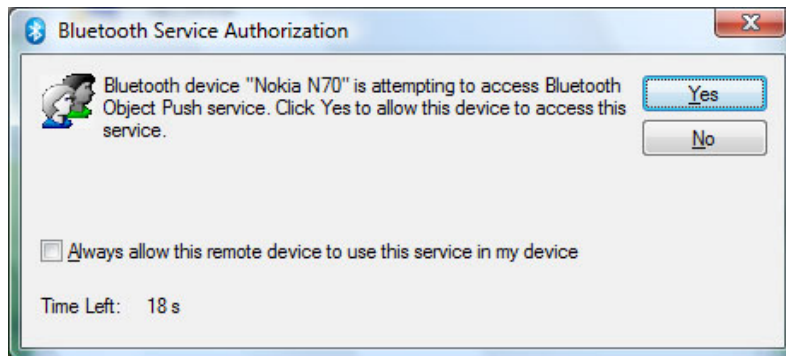 Bluetooth Service Authorization
Bluetooth device "Nokia N70" is attempting to access Bluetooth
Object Push service. Click Yes to allow this device to access this
service.
Yes
No
Always allow this remote device to use this service in my device
Time Left: 18 s